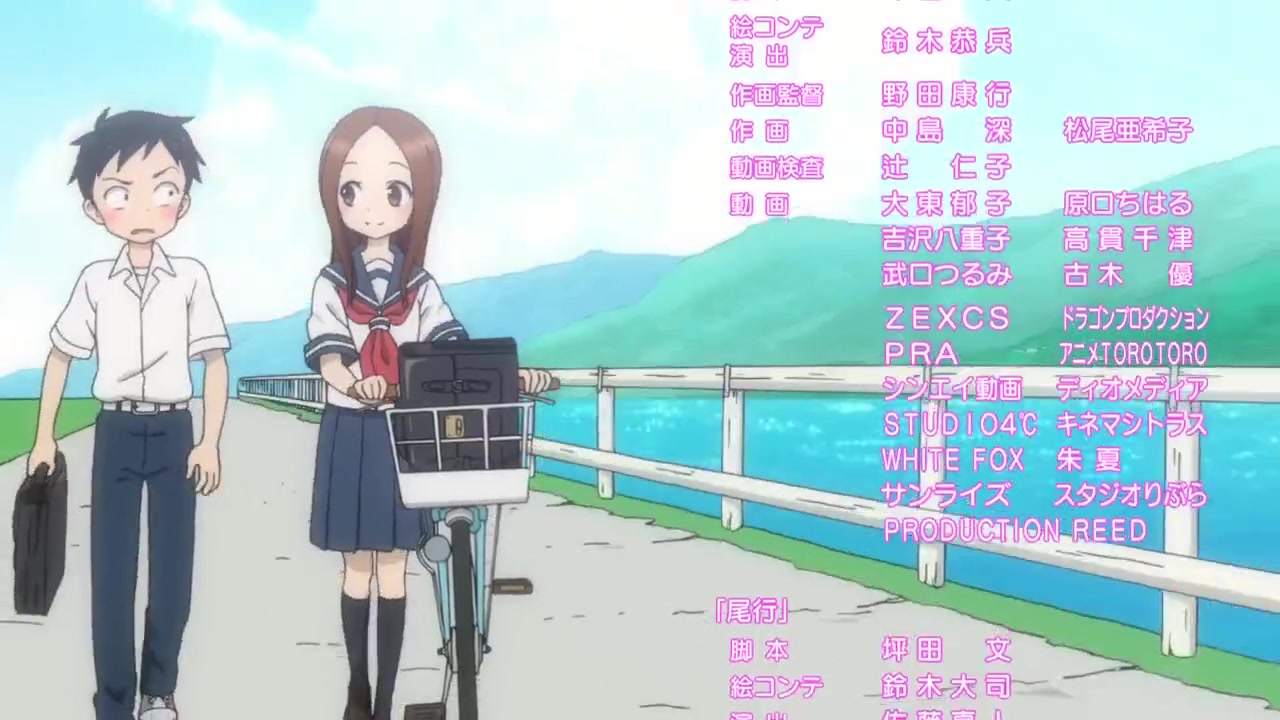 絵コンテ
演出 鈴木恭兵
作画監督 野田康行
作画 中島 深 松尾亜希子
動画検査 辻 仁子
動画 大東郁子 原口ちはる
吉沢八重子 高貫千津
武口つるみ 古木 優
ZEXCS ドラゴンプロダクション
PRA アニメTOROTORO
シンエイ動画 ディオメディア
STUDIO4℃ キネマシトラス
WHITE FOX 朱夏
サンライズ スタジオりぶら
PRODUCTION REED
「尾行」
脚本 坪田 文
絵コンテ 鈴木大司
演出